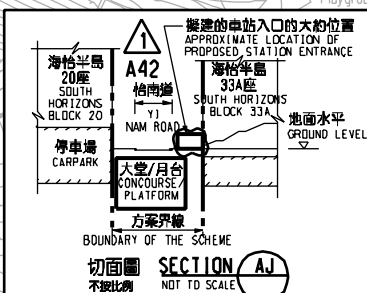 Playgro
擬建的車站入口的大約位置
APPROXIMATE LOCATION OF
PROPOSED STATION ENTRANCE
1
A42
海怡半島
20座
SOUTH
HORIZONS
BLOCK 20
怡南道
YI
NAM ROAD
海怡半島
33A座
SOUTH HORIZONS
BLOCK 33A
地面水平
GROUND LEVEL
停車場
CARPARK
大堂/月台
CONCOURSE/
PLATFORM
方案界線
BOUNDARY OF THE SCHEME
切面圖
不按比例
SECTION
NOT TO SCALE
AJ